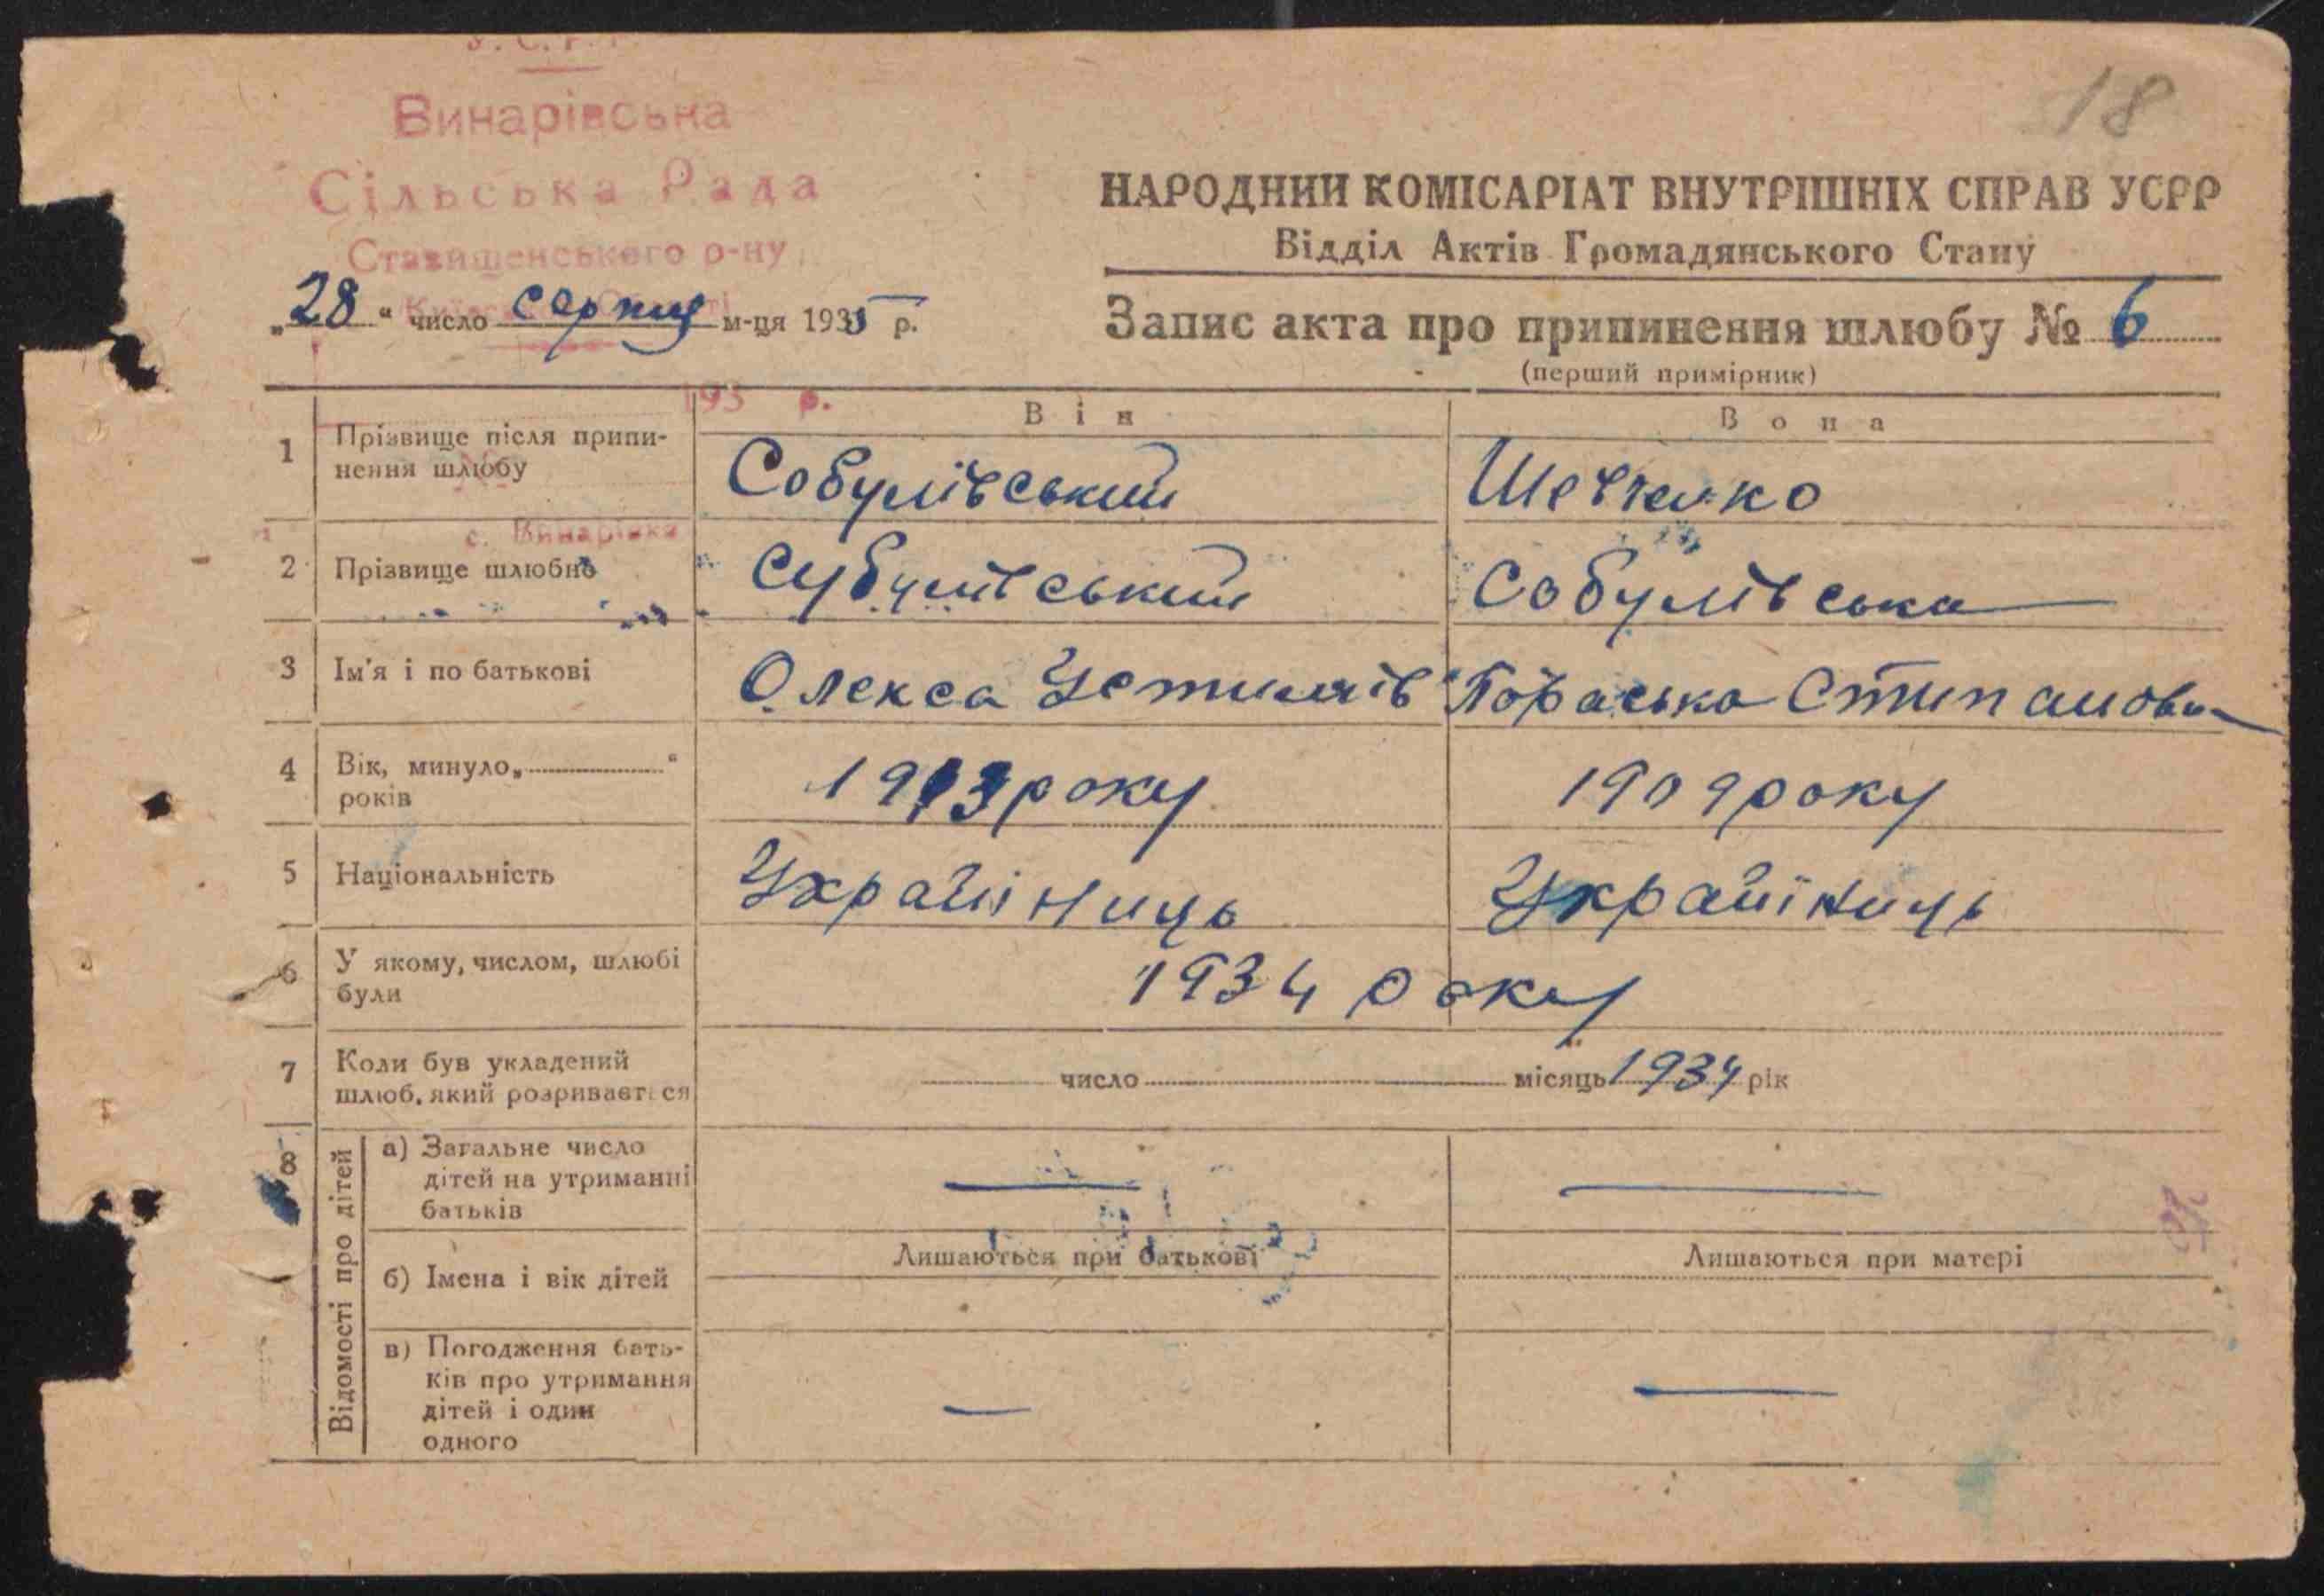 У. С. Р. Р.
18
Винарівська
Сільська Рада
Ставищенського р-ну
НАРОДНИЙ КОМІСАРІАТ ВНУТРІШНІХ СПРАВ УСРР
Відділ Актів Громадянського Стану
„28“ число серпня м-ця 1935 р.
Запис акта про припинення шлюбу № 6
(перший примірник)
193 р.
Він
Вона
1 Прізвище після припинення шлюбу
Собулівський
Шевченко
с. Винарівка
2 Прізвище шлюбне
Субулівський
Собулівська
3 Ім'я і по батькові
Олекса
Параська
4 Вік, минуло „ “ років
1913 року
1909 року
5 Національність
Українець
Українець
6 У якому, числом, шлюбі були
1934 року
7 Коли був укладений шлюб, який розривається
число місяць 1934 рік
8 Відомості про дітей
а) Загальне число дітей на утриманні батьків
— —
б) Імена і вік дітей
Лишаються при батькові
Лишаються при матері
в) Погодження батьків про утримання дітей і один одного
— —